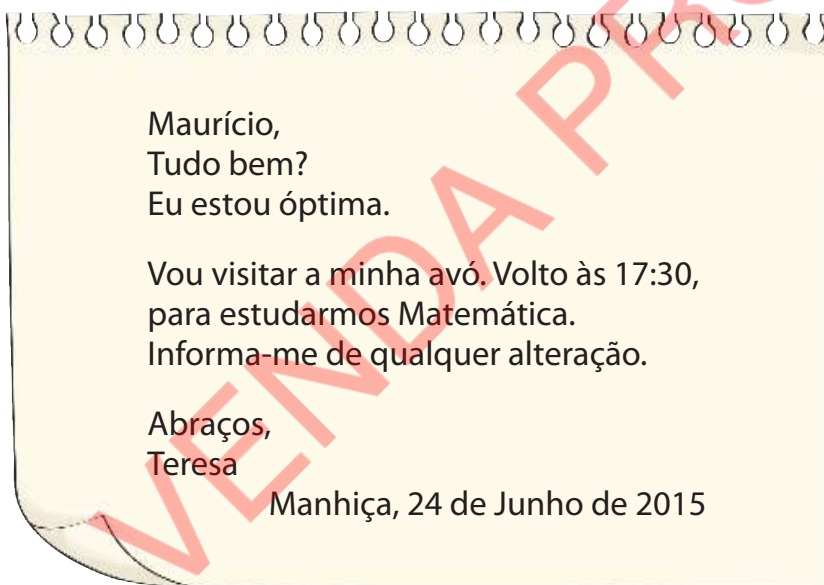 Maurício,
Tudo bem?
Eu estou óptima.
Vou visitar a minha avó. Volto às 17:30,
para estudarmos Matemática.
Informa-me de qualquer alteração.
Abraços,
Teresa
Manhiça, 24 de Junho de 2015
VENDA